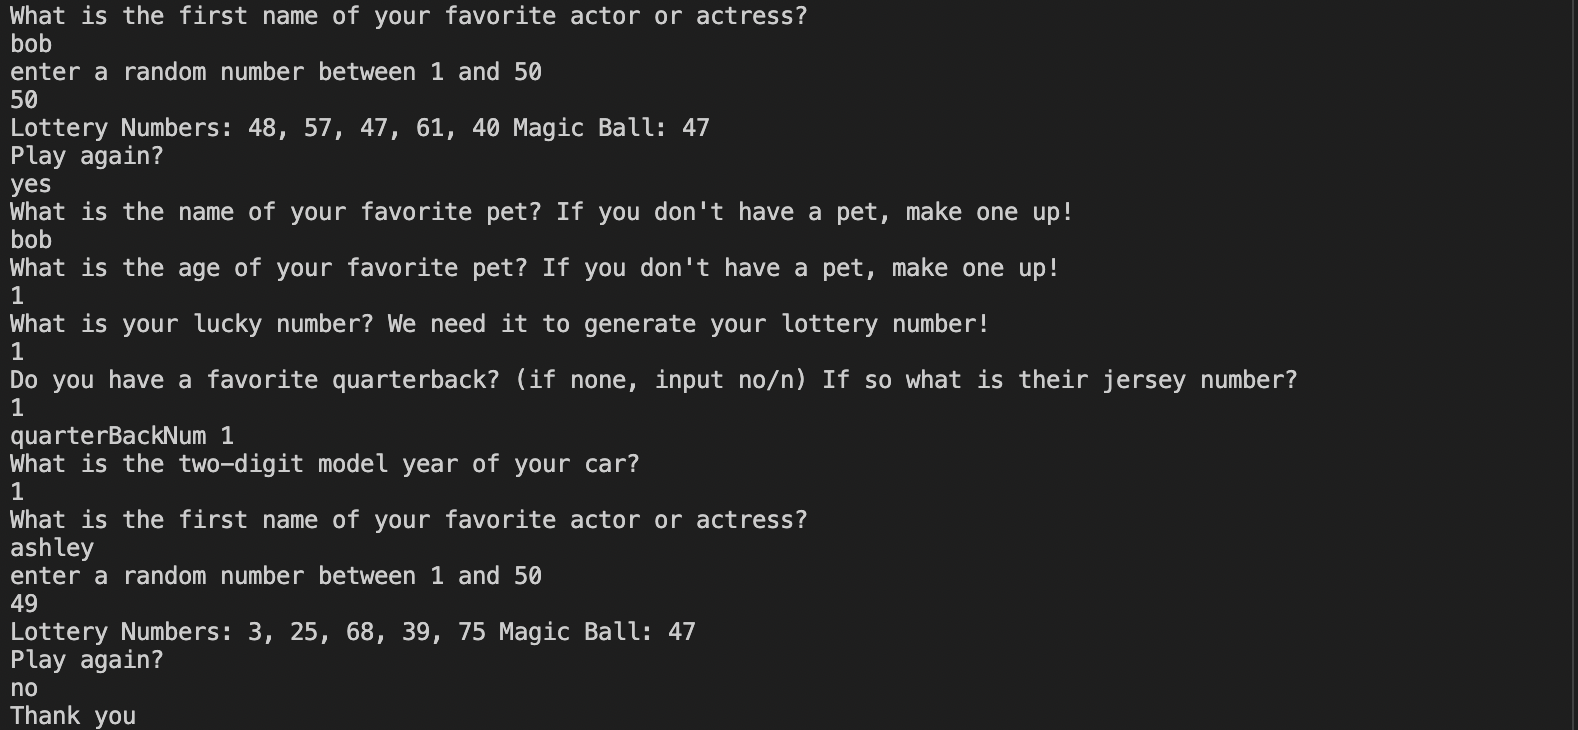 What is the first name of your favorite actor or actress?
bob
enter a random number between 1 and 50
50
Lottery Numbers: 48, 57, 47, 61, 40 Magic Ball: 47
Play again?
yes
What is the name of your favorite pet? If you don't have a pet, make one up!
bob
What is the age of your favorite pet? If you don't have a pet, make one up!
1
What is your lucky number? We need it to generate your lottery number!
1
Do you have a favorite quarterback? (if none, input no/n) If so what is their jersey number?
1
quarterBackNum 1
What is the two-digit model year of your car?
1
What is the first name of your favorite actor or actress?
ashley
enter a random number between 1 and 50
49
Lottery Numbers: 3, 25, 68, 39, 75 Magic Ball: 47
Play again?
no
Thank you